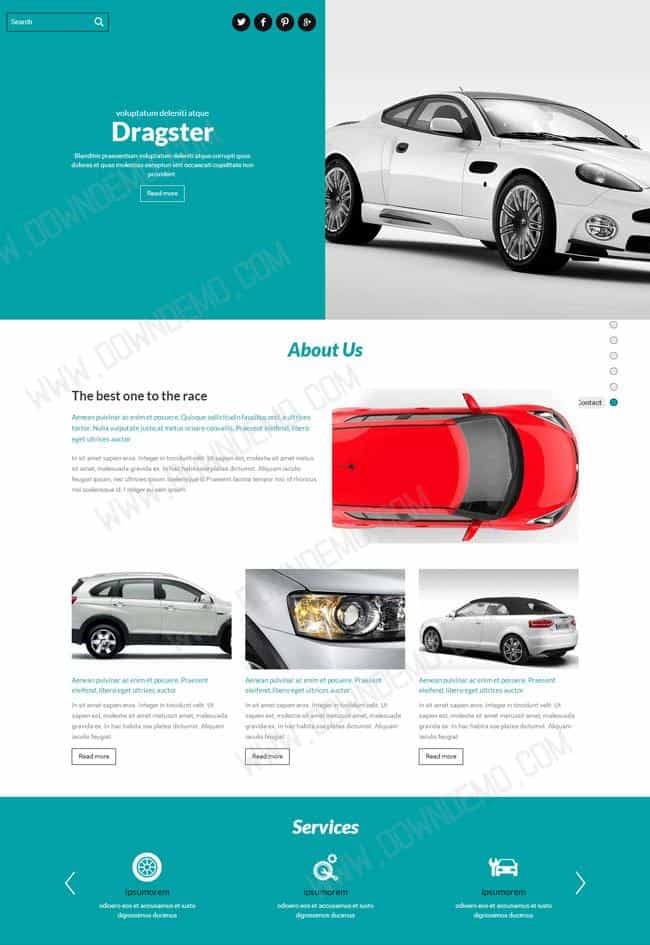 Search
voluptatum deleniti atque
Dragster
Blanditiis praesentium voluptatum deleniti atque corrupti quos
dolores et quas molestias excepturi sint occaecati cupiditate non
provident
Read more
About Us
Contact
The best one to the race
Aenean pulvinar ac enim et posuere. Quisque sollicitudin faucibus orci, a ultrices
tortor. Nulla vulputate justo,at metus ornare convallis. Praesent eleifend, libero
eget ultrices auctor
In sit amet sapien eros. Integer in tincidunt velit. Ut sapien est, molestie sit amet metus
sit amet, malesuada gravida ex. In hac habitasse platea dictumst. Aliquam iaculis
feugiat ipsum, nec ultrices ipsum scelerisque id.Praesent lacinia tempor nisi, id rhoncus
nisi scelerisque id. Integer eu sem ipsum.
Aenean pulvinar ac enim et posuere. Praesent
eleifend, libero eget ultrices auctor
In sit amet sapien eros. Integer in tincidunt velit. Ut
sapien est, molestie sit amet metusit amet, malesuada
gravida ex. In hac habita sse platea dictumst. Aliquam
iaculis feugiat
Read more
Aenean pulvinar ac enim et posuere. Praesent
eleifend, libero eget ultrices auctor
In sit amet sapien eros. Integer in tincidunt velit. Ut
sapien est, molestie sit amet metusit amet, malesuada
gravida ex. In hac habita sse platea dictumst. Aliquam
iaculis feugiat
Read more
Aenean pulvinar ac enim et posuere. Praesent
eleifend, libero eget ultrices auctor
In sit amet sapien eros. Integer in tincidunt velit. Ut
sapien est, molestie sit amet metusit amet, malesuada
gravida ex. In hac habita sse platea dictumst. Aliquam
iaculis feugiat
Read more
Services
ipsumorem
odioero eos et accusamus et iusto
dignissimos ducimus
ipsumorem
odioero eos et accusamus et iusto
dignissimos ducimus
ipsumorem
odioero eos et accusamus et iusto
dignissimos ducimus
WWW.DOWNDEMO.COM